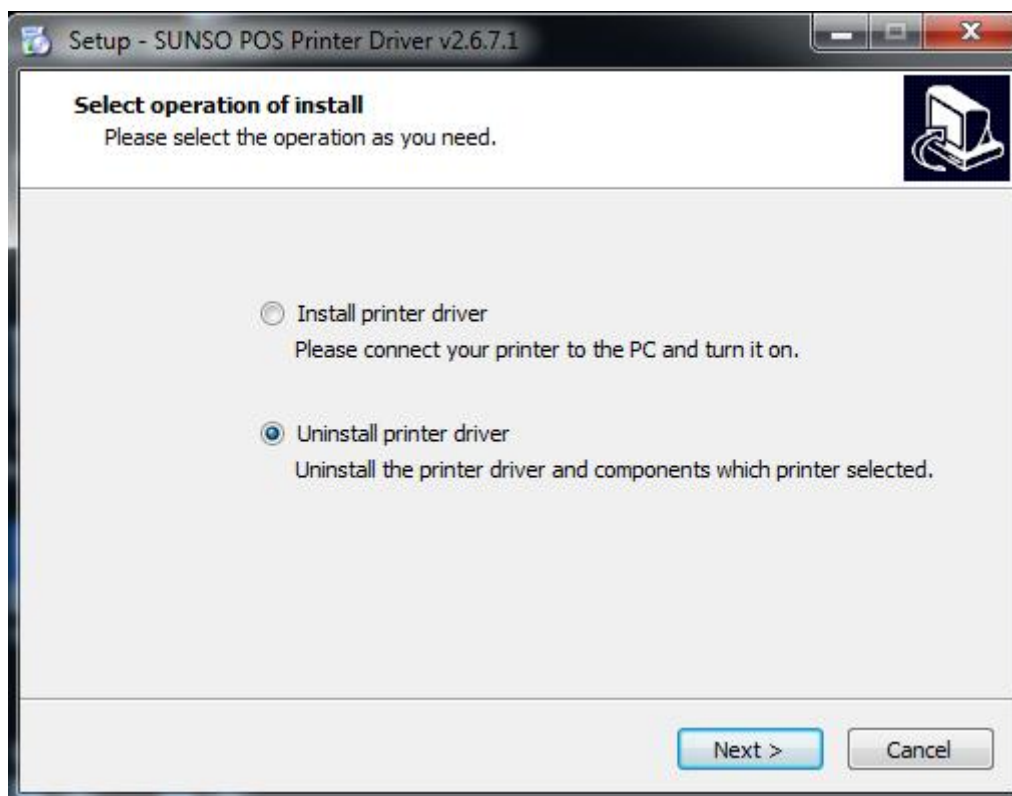 Setup - SUNSO POS Printer Driver v2.6.7.1
Select operation of install
Please select the operation as you need.
Install printer driver
Please connect your printer to the PC and turn it on.
Uninstall printer driver
Uninstall the printer driver and components which printer selected.
Next >
Cancel